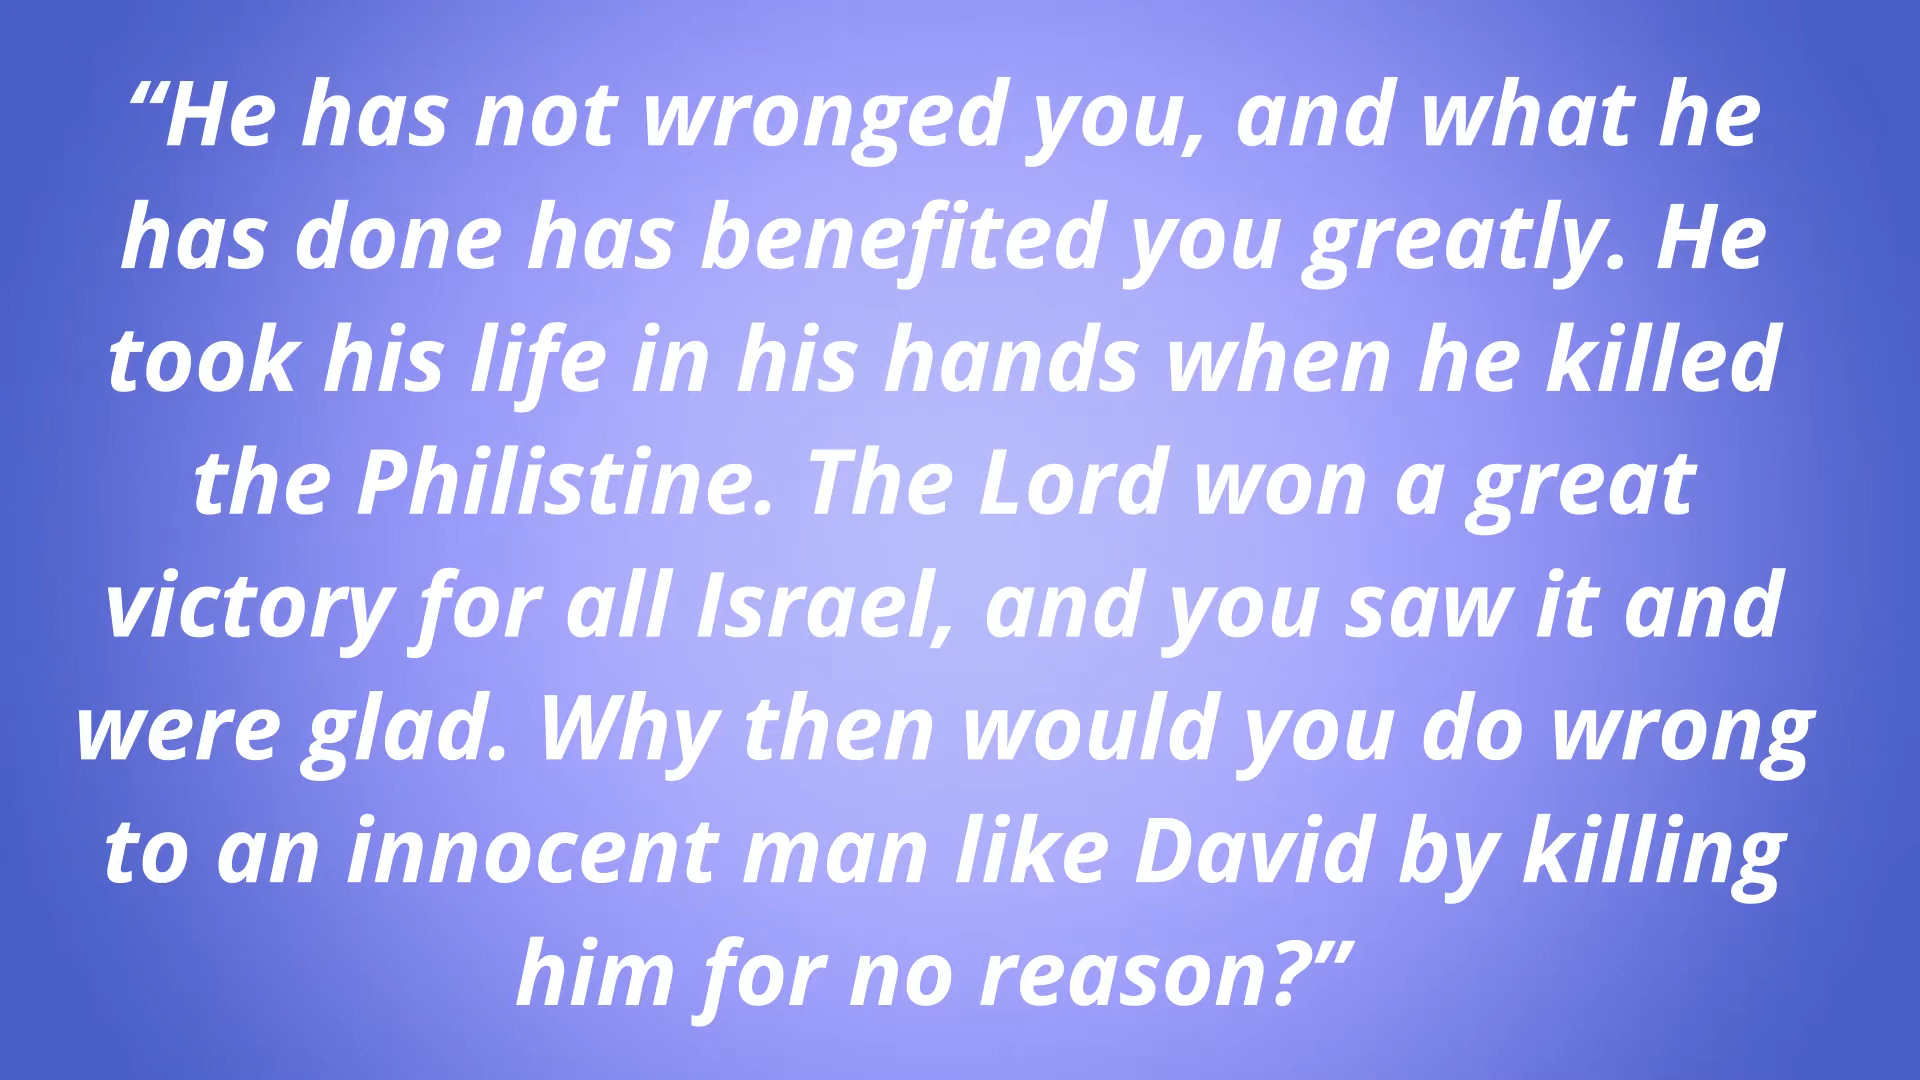 “He has not wronged you, and what he
has done has benefited you greatly. He
took his life in his hands when he killed
the Philistine. The Lord won a great
victory for all Israel, and you saw it and
were glad. Why then would you do wrong
to an innocent man like David by killing
him for no reason?”